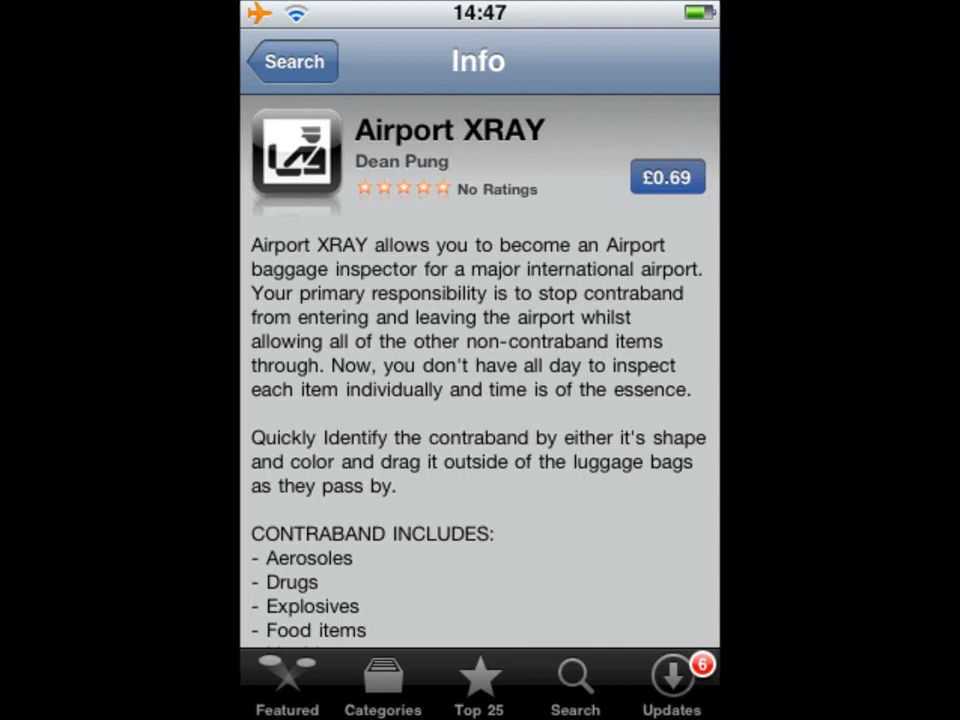 14:47
Search
Info
Airport XRAY
Dean Pung
No Ratings
£0.69
Airport XRAY allows you to become an Airport
baggage inspector for a major international airport.
Your primary responsibility is to stop contraband
from entering and leaving the airport whilst
allowing all of the other non-contraband items
through. Now, you don't have all day to inspect
each item individually and time is of the essence.
Quickly Identify the contraband by either it's shape
and color and drag it outside of the luggage bags
as they pass by.
CONTRABAND INCLUDES:
- Aerosoles
- Drugs
- Explosives
- Food items
6
Featured
Categories
Top 25
Search
Updates